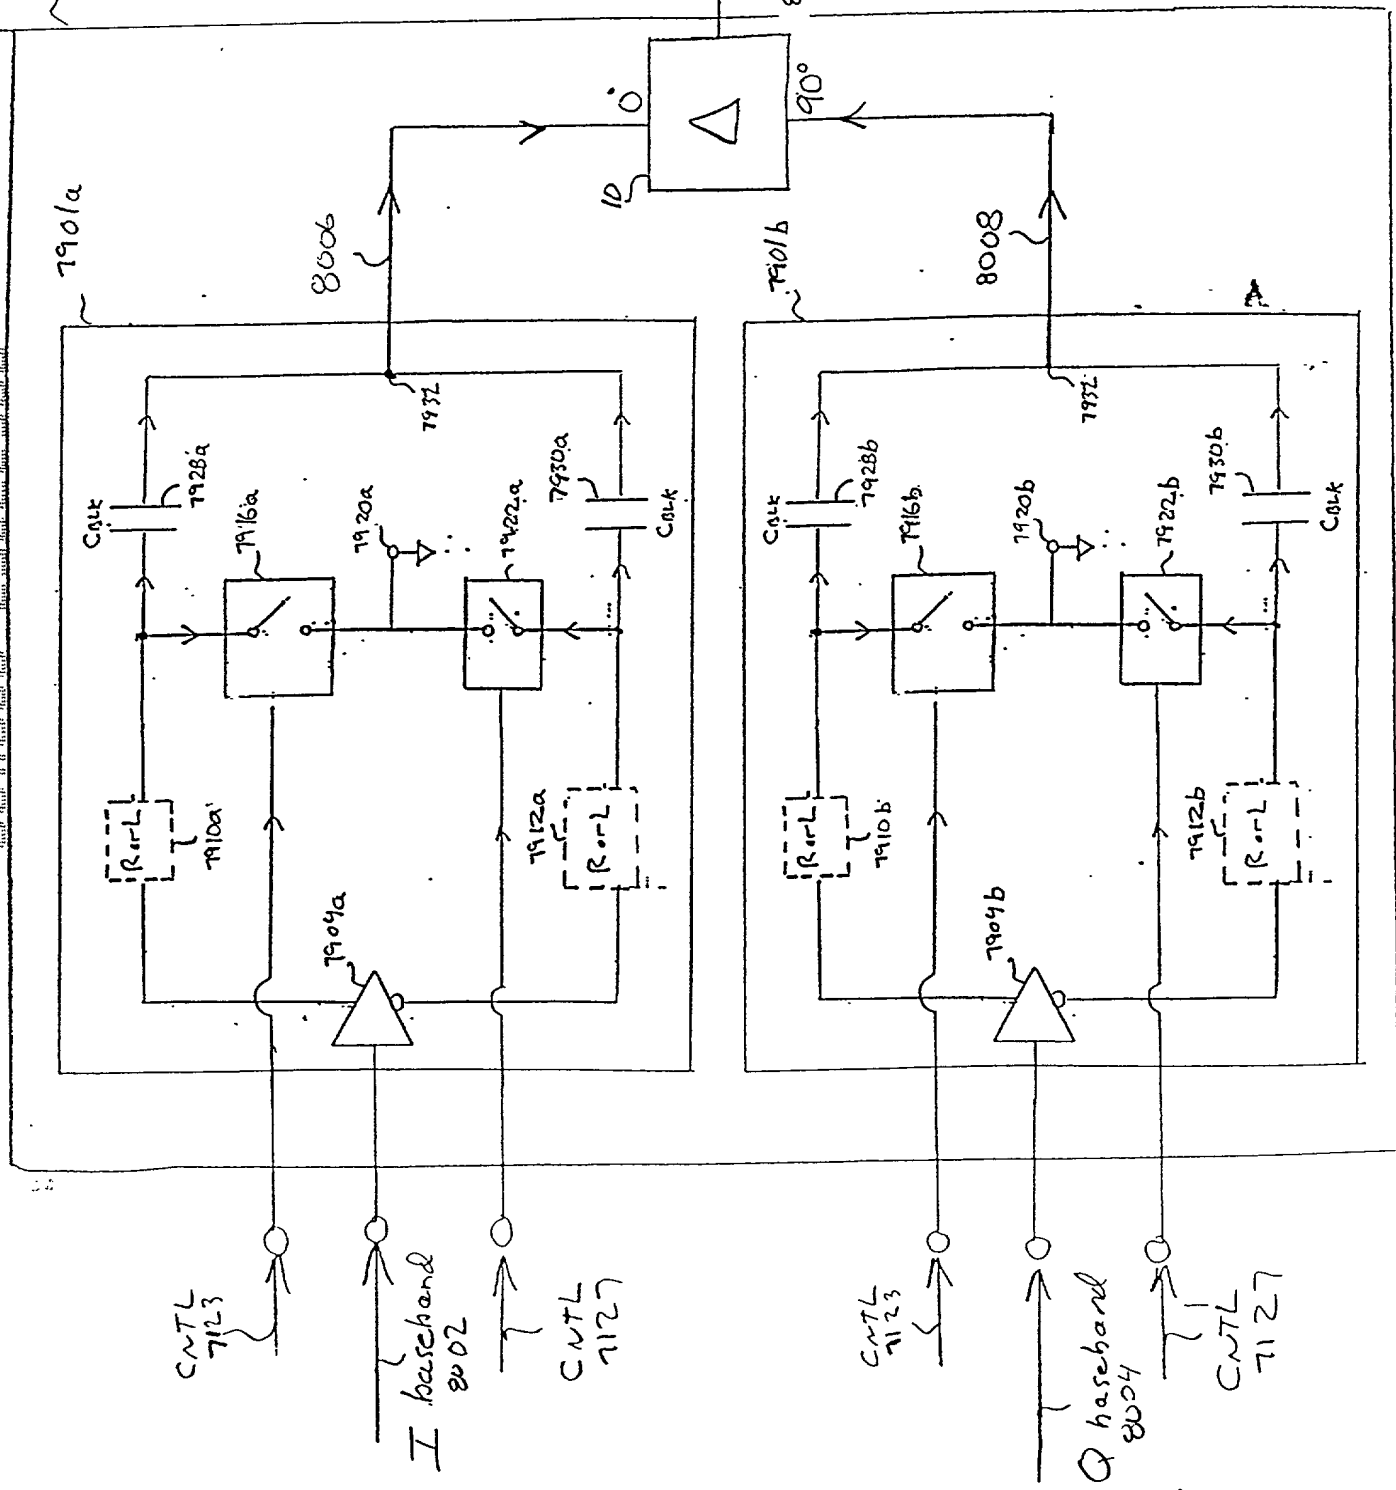 7901a
8006
0°
10
90°
8008
7901b
A
7932
CBLK
7928a
7916a
7920a
7922a
7930a
CBLK
R or L
7910a
7912a
R or L
7904a
7932
CBLK
7928b
7916b
7920b
7922b
7930b
CBLK
R or L
7910b
7912b
R or L
7904b
CNTL
7123
I baseband
8002
CNTL
7127
CNTL
7123
Q baseband
8004
CNTL
7127